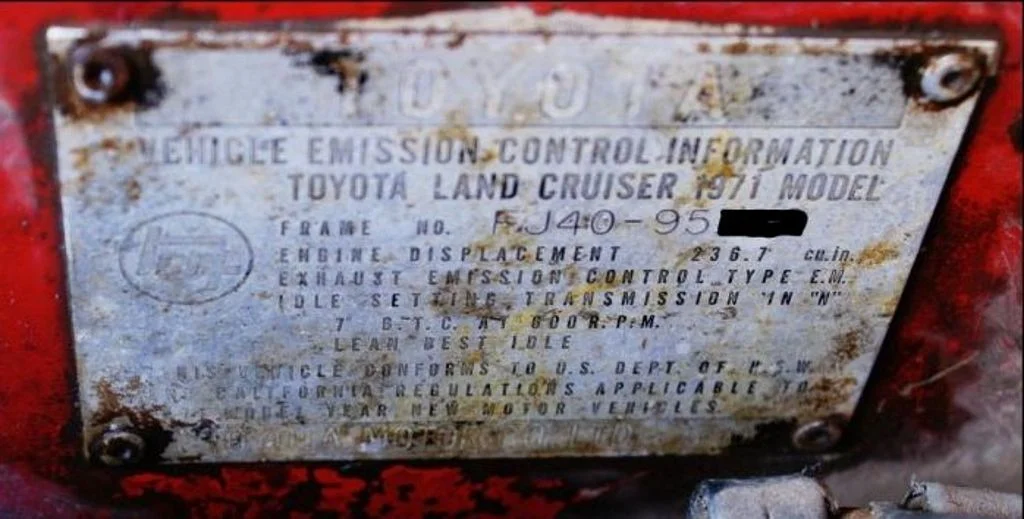 TOYOTA
VEHICLE EMISSION CONTROL INFORMATION
TOYOTA LAND CRUISER 1971 MODEL
FRAME NO. FJ40-95
ENGINE DISPLACEMENT 236.7 cu.in.
EXHAUST EMISSION CONTROL TYPE E.M.
IDLE SETTING TRANSMISSION IN "N"
7° B.T.C. AT 600 R.P.M.
LEAN BEST IDLE
THIS VEHICLE CONFORMS TO U.S. DEPT. OF H.E.W.
CALIFORNIA REGULATIONS APPLICABLE TO
MODEL YEAR NEW MOTOR VEHICLES